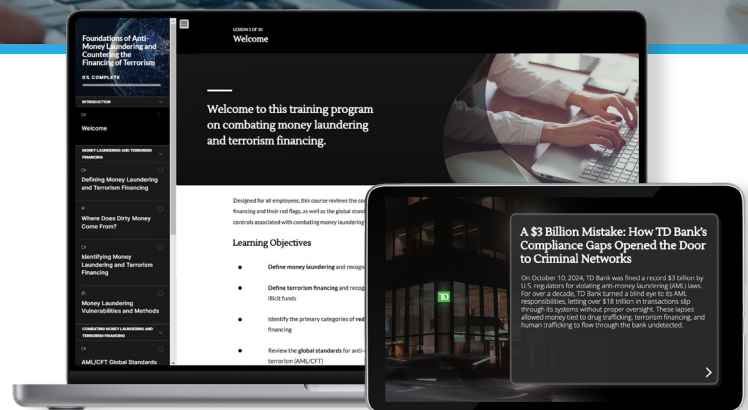 Foundations of Anti-
Money Laundering and
Countering the
Financing of Terrorism
0% COMPLETE
INTRODUCTION
Welcome
MONEY LAUNDERING AND TERRORISM
FINANCING
Defining Money Laundering
and Terrorism Financing
Where Does Dirty Money
Come From?
Identifying Money
Laundering and Terrorism
Financing
Money Laundering
Vulnerabilities and Methods
COMBATING MONEY LAUNDERING AND
TERRORISM FINANCING
AML/CFT Global Standards
LESSON 1 OF 10
Welcome
Welcome to this training program
on combating money laundering
and terrorism financing.
Designed for all employees, this course reviews the
financing and their red flags, as well as the global
controls associated with combating money laundering
Learning Objectives
Define money laundering and
Define terrorism financing and
illicit funds
Identify the primary categories of
financing
Review the global standards for
terrorism (AML/CFT)
TD
A $3 Billion Mistake: How TD Bank's
Compliance Gaps Opened the Door
to Criminal Networks
On October 10, 2024, TD Bank was fined a record $3 billion by
U.S. regulators for violating anti-money laundering (AML) laws.
For over a decade, TD Bank turned a blind eye to its AML
responsibilities, letting over $18 trillion in transactions slip
through its systems without proper oversight. These lapses
allowed money tied to drug trafficking, terrorism financing, and
human trafficking to flow through the bank undetected.